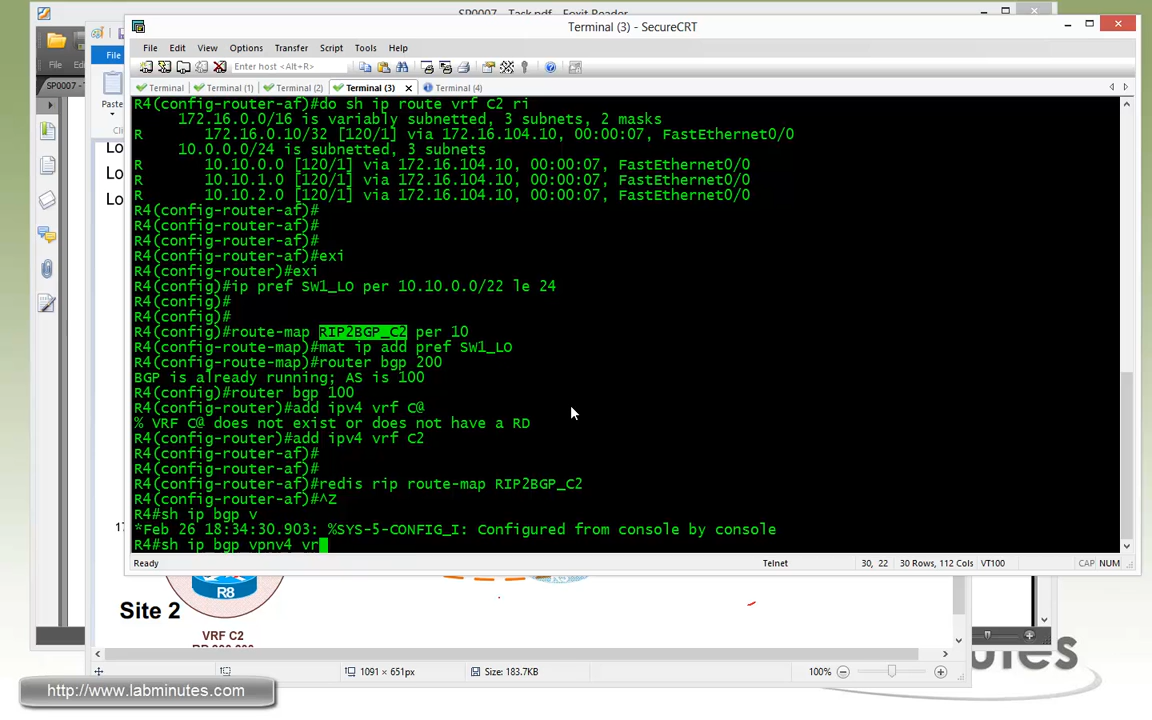 SP0007 - Task.pdf - Foxit Reader
Terminal (3) - SecureCRT
File
File Edit View Options Transfer Script Tools Help
Enter host <Alt+R>
File
SP0007 -
Terminal Terminal (1) Terminal (2) Terminal (3) Terminal (4)
Paste
R4(config-router-af)#do sh ip route vrf C2 ri
172.16.0.0/16 is variably subnetted, 3 subnets, 2 masks
R 172.16.0.10/32 [120/1] via 172.16.104.10, 00:00:07, FastEthernet0/0
10.0.0.0/24 is subnetted, 3 subnets
R 10.10.0.0 [120/1] via 172.16.104.10, 00:00:07, FastEthernet0/0
R 10.10.1.0 [120/1] via 172.16.104.10, 00:00:07, FastEthernet0/0
R 10.10.2.0 [120/1] via 172.16.104.10, 00:00:07, FastEthernet0/0
R4(config-router-af)#
R4(config-router-af)#
R4(config-router-af)#
R4(config-router-af)#exi
R4(config-router)#exi
R4(config)#ip pref SW1_LO per 10.10.0.0/22 le 24
R4(config)#
R4(config)#
R4(config)#route-map RIP2BGP_C2 per 10
R4(config-route-map)#mat ip add pref SW1_LO
R4(config-route-map)#router bgp 200
BGP is already running; AS is 100
R4(config)#router bgp 100
R4(config-router)#add ipv4 vrf C@
% VRF C@ does not exist or does not have a RD
R4(config-router)#add ipv4 vrf C2
R4(config-router-af)#
R4(config-router-af)#
R4(config-router-af)#redis rip route-map RIP2BGP_C2
R4(config-router-af)#^Z
R4#sh ip bgp v
*Feb 26 18:34:30.903: %SYS-5-CONFIG_I: Configured from console by console
R4#sh ip bgp vpnv4 vr
Lo
Lo
Lo
17
Ready Telnet 30, 22 30 Rows, 112 Cols VT100 CAP NUM
R8
Site 2
VRF C2
1091 × 651px Size: 183.7KB 100%
http://www.labminutes.com